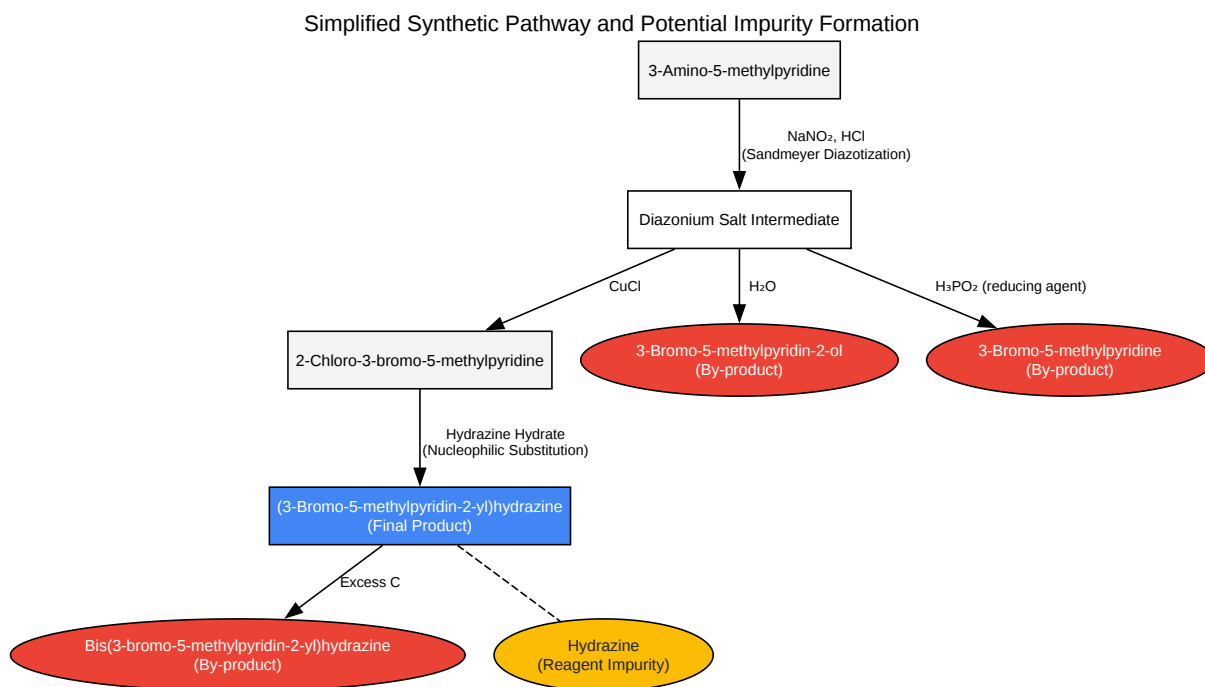 Simplified Synthetic Pathway and Potential Impurity Formation
3-Amino-5-methylpyridine
NaNO₂, HCl
(Sandmeyer Diazotization)
Diazonium Salt Intermediate
CuCl
H₂O
H₃PO₂ (reducing agent)
2-Chloro-3-bromo-5-methylpyridine
3-Bromo-5-methylpyridin-2-ol
(By-product)
3-Bromo-5-methylpyridine
(By-product)
Hydrazine Hydrate
(Nucleophilic Substitution)
(3-Bromo-5-methylpyridin-2-yl)hydrazine
(Final Product)
Excess C
Bis(3-bromo-5-methylpyridin-2-yl)hydrazine
(By-product)
Hydrazine
(Reagent Impurity)